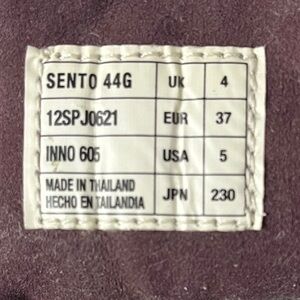 SENTO 44G UK 4
12SPJ0621 EUR 37
INNO 605 USA 5
MADE IN THAILAND
HECHO EN TAILANDIA JPN 230